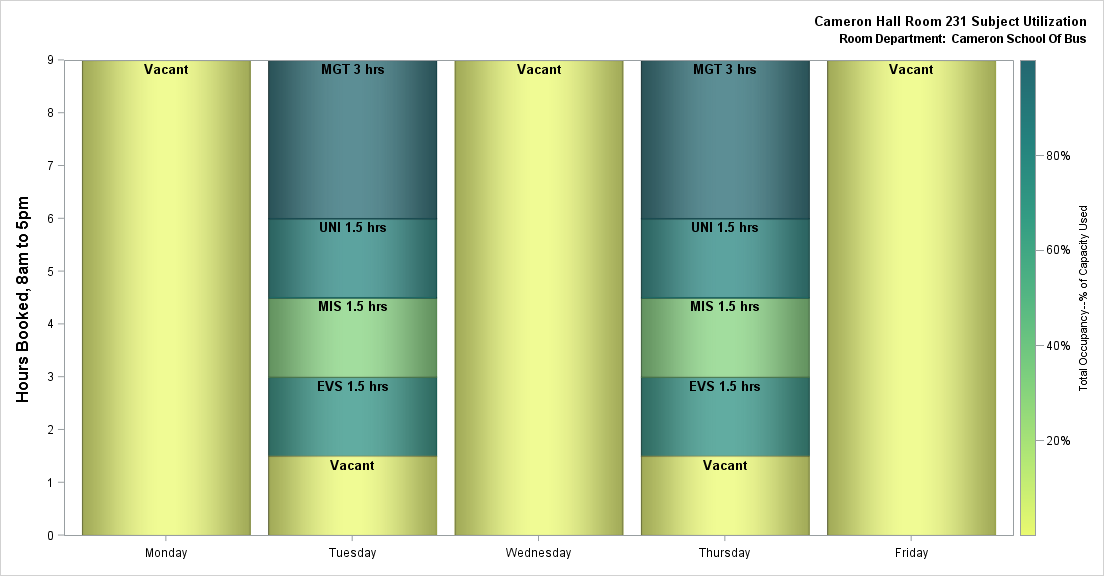 Cameron Hall Room 231 Subject Utilization
Room Department: Cameron School Of Bus
Hours Booked, 8am to 5pm
9
8
7
6
5
4
3
2
1
0
Vacant
MGT 3 hrs
UNI 1.5 hrs
MIS 1.5 hrs
EVS 1.5 hrs
Vacant
Vacant
MGT 3 hrs
UNI 1.5 hrs
MIS 1.5 hrs
EVS 1.5 hrs
Vacant
Vacant
Monday
Tuesday
Wednesday
Thursday
Friday
80%
60%
40%
20%
Total Occupancy--% of Capacity Used